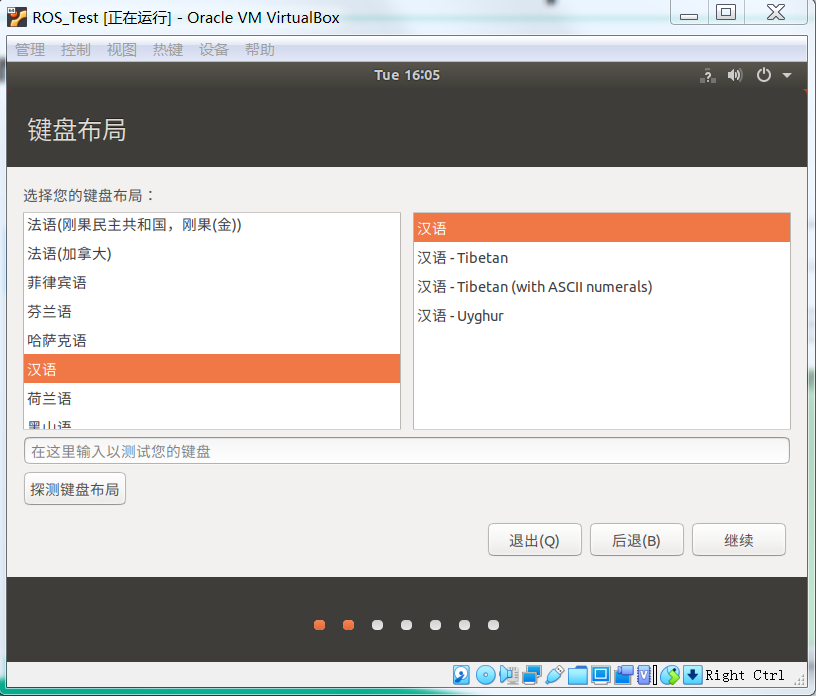 ROS_Test [正在运行] - Oracle VM VirtualBox
管理 控制 视图 热键 设备 帮助
Tue 16:05
键盘布局
选择您的键盘布局：
法语(刚果民主共和国，刚果(金))
法语(加拿大)
菲律宾语
芬兰语
哈萨克语
汉语
荷兰语
黑山语
汉语
汉语 - Tibetan
汉语 - Tibetan (with ASCII numerals)
汉语 - Uyghur
在这里输入以测试您的键盘
探测键盘布局
退出(Q) 后退(B) 继续
Right Ctrl